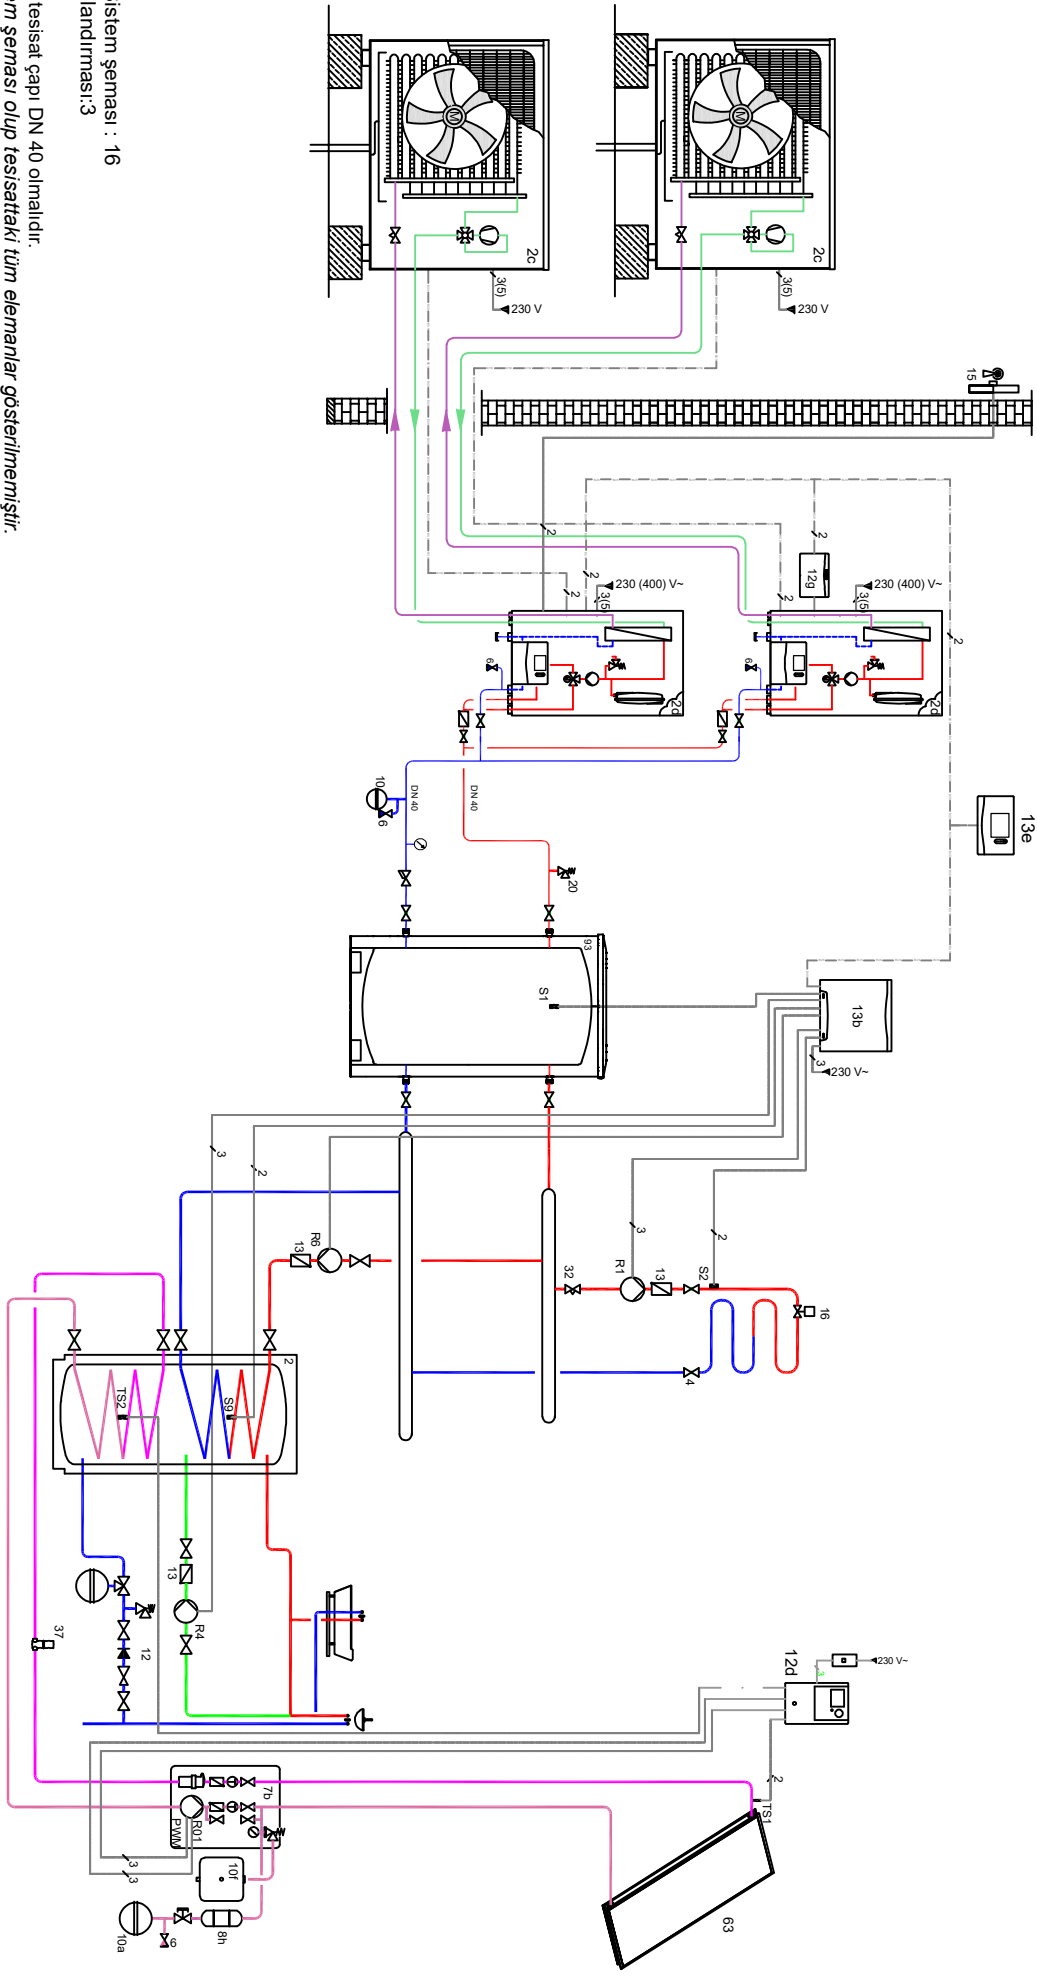 istem şeması : 16
landırması:3
tesisat çapı DN 40 olmalıdır.
em şeması olup tesisattaki tüm elemanlar gösterilmemiştir.
2c
3(5)
230 V
2c
3(5)
230 V
15
2
2
2
2
2
2
12g
230 (400) V~
3(5)
230 (400) V~
3(5)
2d
2d
6
6
13e
10
6
DN 40
DN 40
20
93
S1
13b
3
230 V~
3
2
3
2
R6
13
R1
13
S2
32
16
4
2
TS2
S9
13
R4
12
37
12d
230 V~
3
2
TS1
7b
R01
PWM
3
3
10f
8h
10a
6
63
M
M